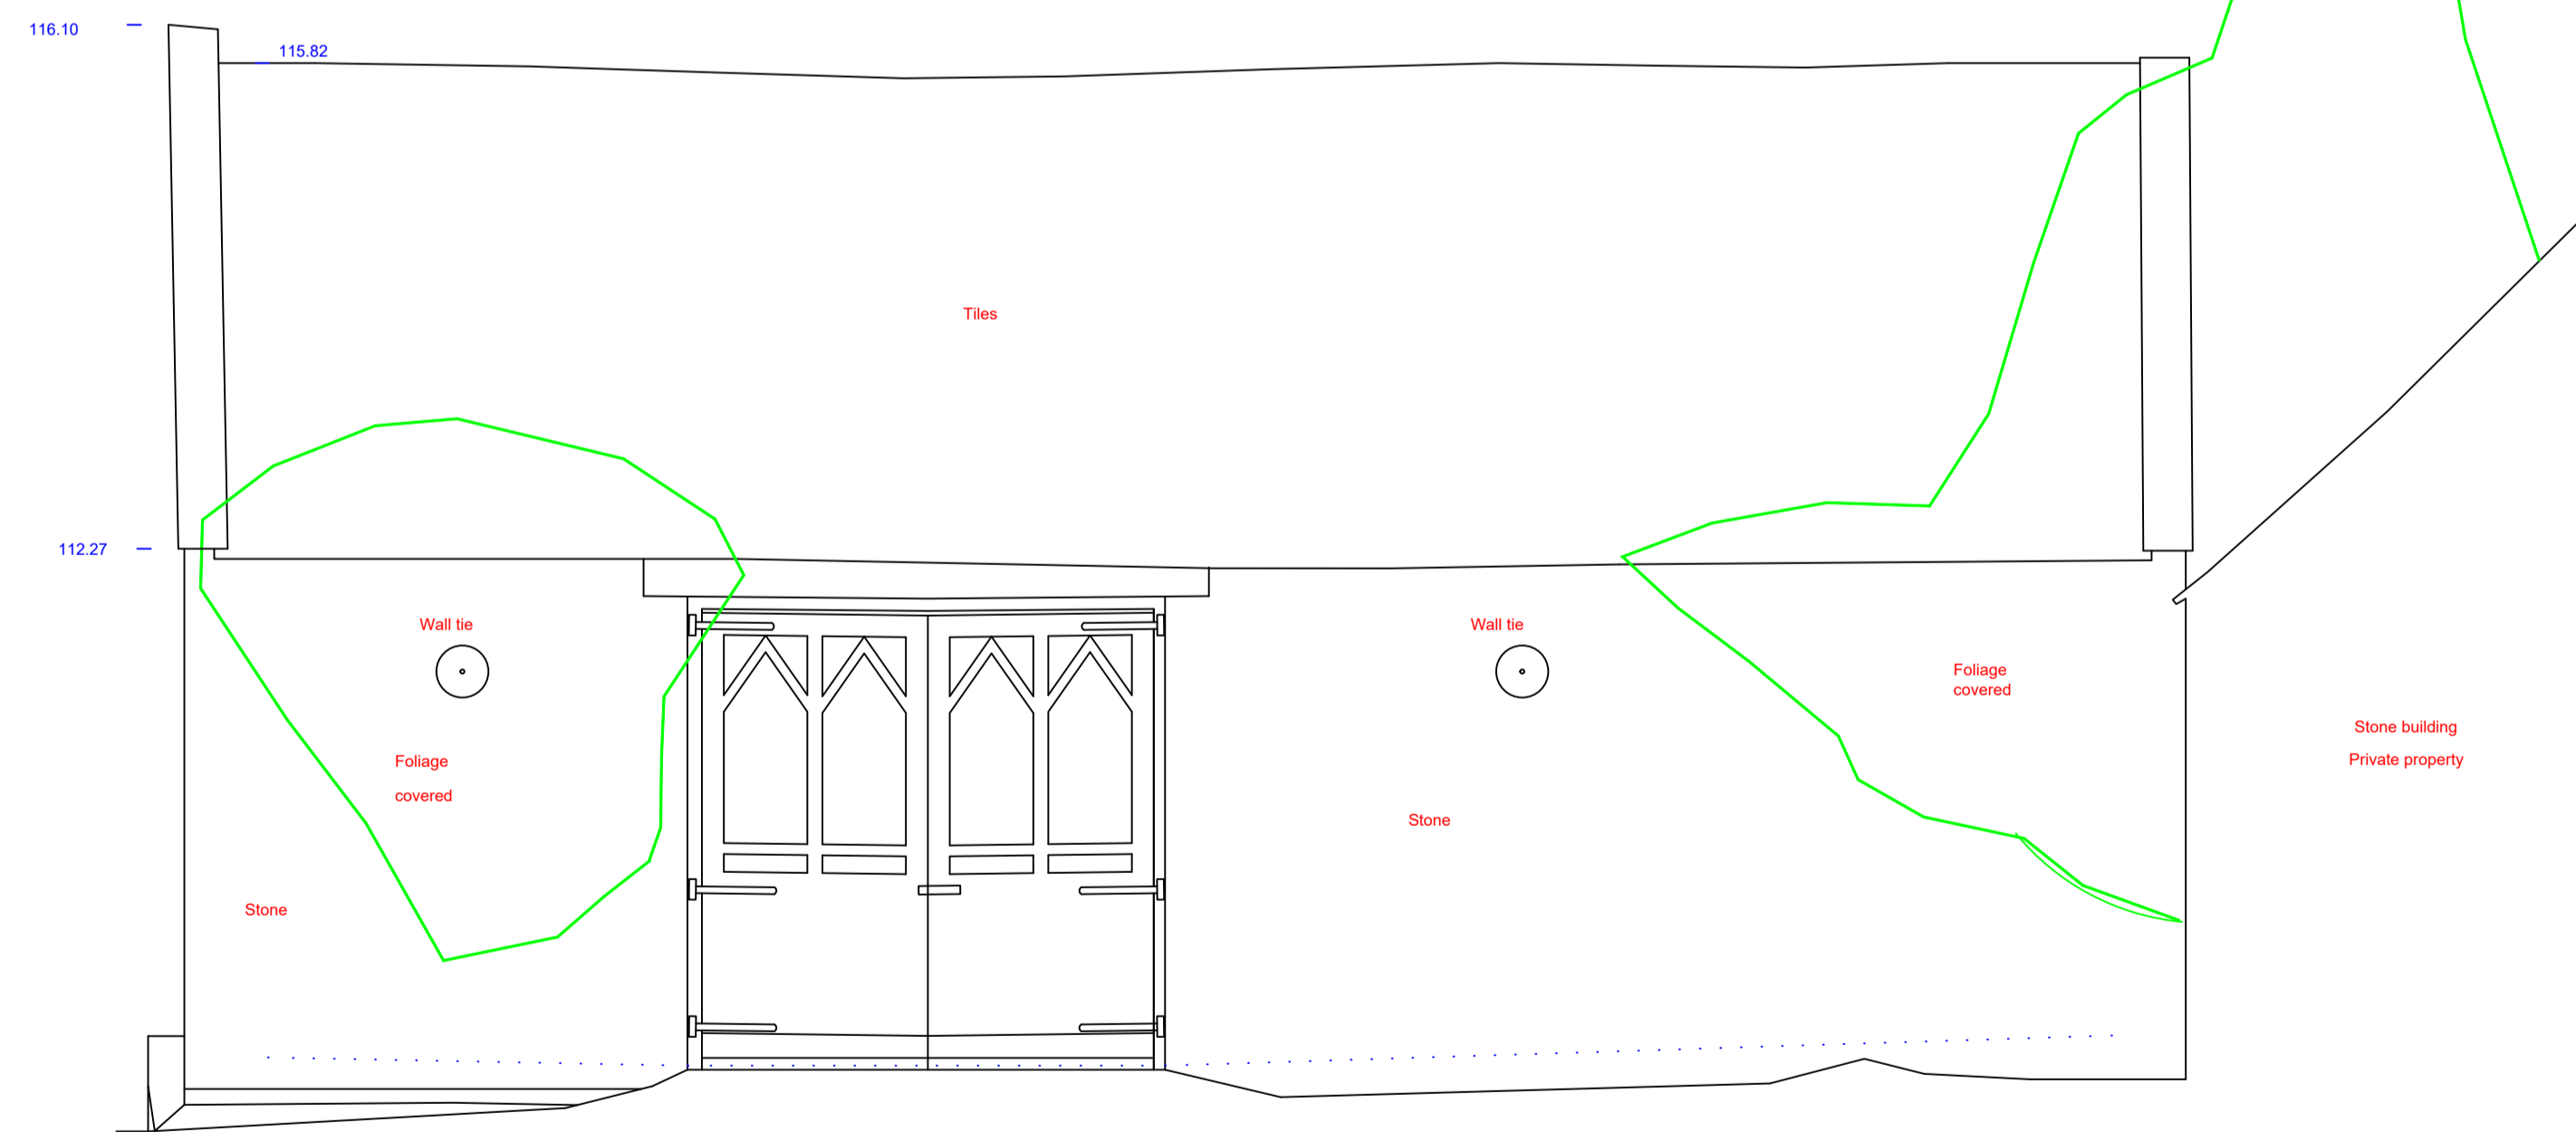 116.10
115.82
Tiles
112.27
Wall tie
Wall tie
Foliage
covered
Stone building
Private property
Foliage
covered
Stone
Stone